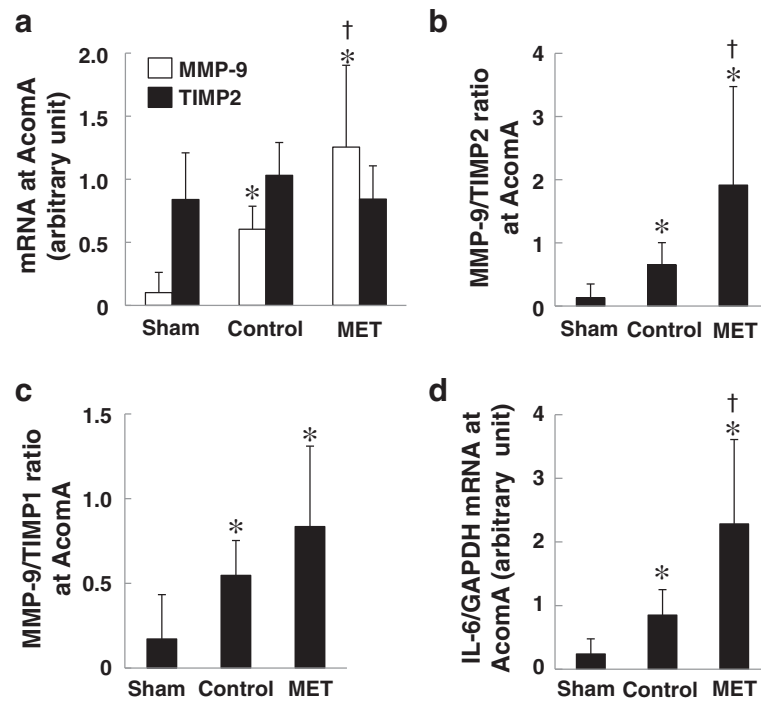 a
mRNA at AcomA
(arbitrary unit)
2.0
1.5
1.0
0.5
0
MMP-9
TIMP2
*
†
*
Sham Control MET
b
MMP-9/TIMP2 ratio
at AcomA
4
3
2
1
0
*
†
*
Sham Control MET
c
MMP-9/TIMP1 ratio
at AcomA
1.5
1.0
0.5
0
*
*
Sham Control MET
d
IL-6/GAPDH mRNA at
AcomA (arbitrary unit)
4
3
2
1
0
*
†
*
Sham Control MET